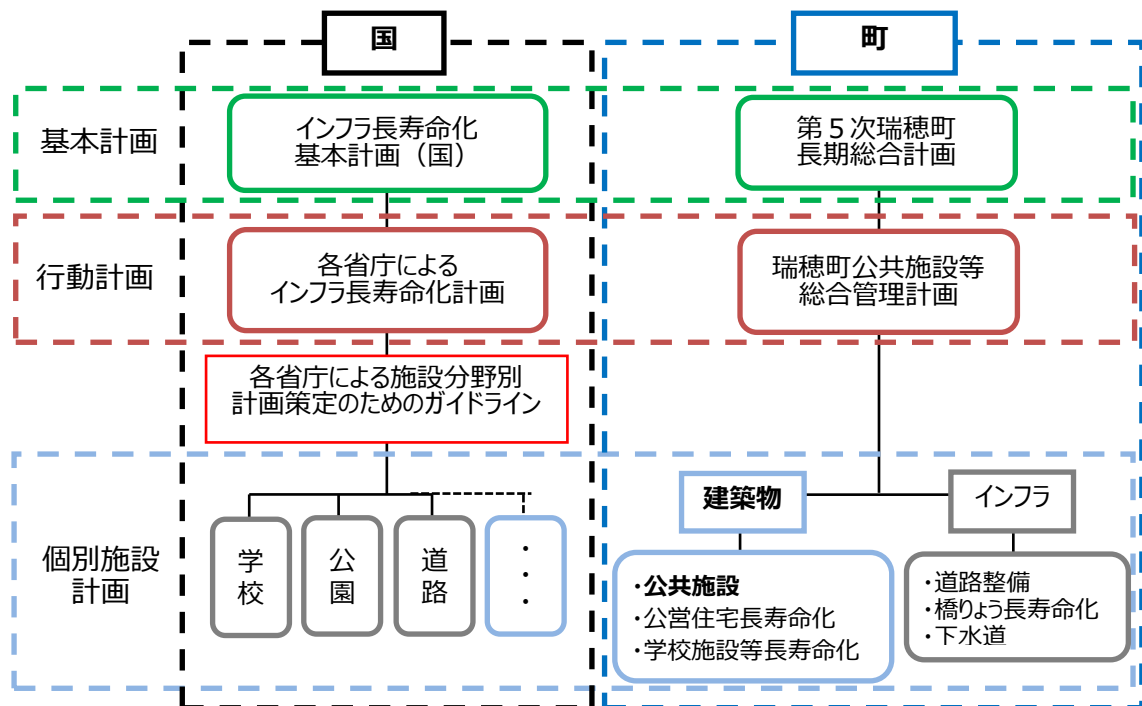 国
町
基本計画
インフラ長寿命化
基本計画（国）
第５次瑞穂町
長期総合計画
行動計画
各省庁による
インフラ長寿命化計画
瑞穂町公共施設等
総合管理計画
各省庁による施設分野別
計画策定のためのガイドライン
個別施設
計画
学校
公園
道路
・・・
建築物
インフラ
・公共施設
・公営住宅長寿命化
・学校施設等長寿命化
・道路整備
・橋りょう長寿命化
・下水道